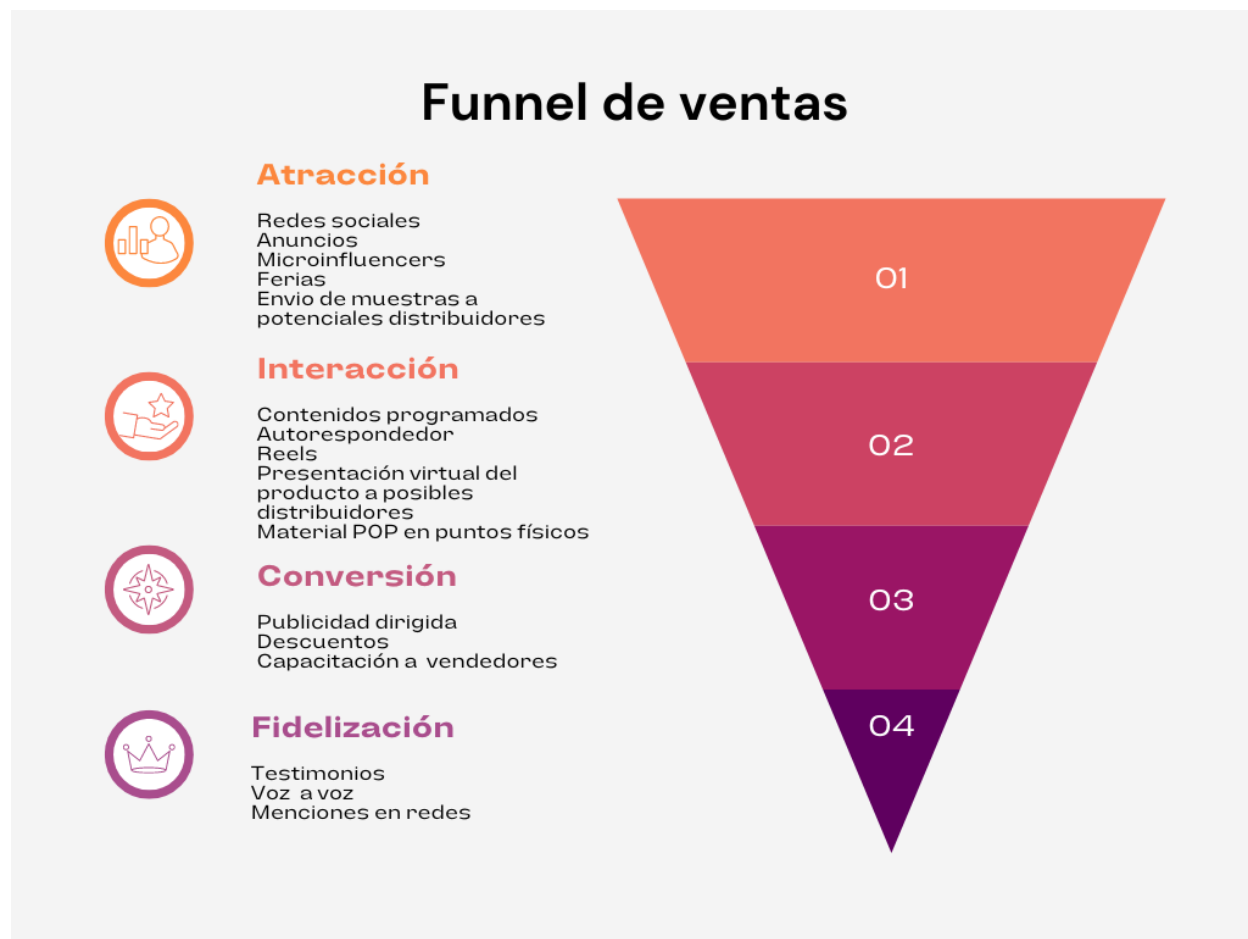 Funnel de ventas
Atracción
Redes sociales
Anuncios
Microinfluencers
Ferias
Envio de muestras a
potenciales distribuidores
01
Interacción
Contenidos programados
Autorespondedor
Reels
Presentación virtual del
producto a posibles
distribuidores
Material POP en puntos físicos
02
Conversión
Publicidad dirigida
Descuentos
Capacitación a  vendedores
03
Fidelización
Testimonios
Voz  a voz
Menciones en redes
04